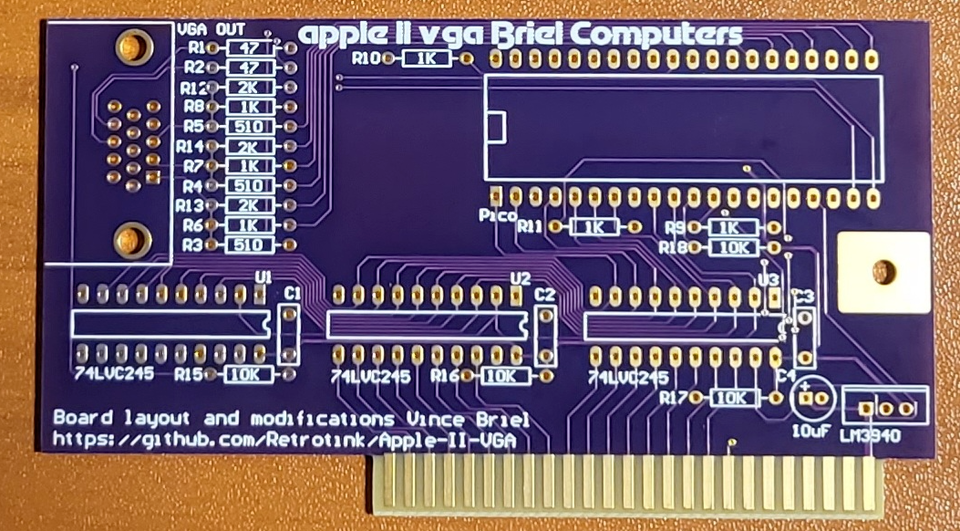 VGA OUT
apple II vga Briel Computers
R1 47
R2 47
R12 2K
R8 1K
R5 510
R14 2K
R7 1K
R4 510
R13 2K
R6 1K
R3 510
R10 1K
Pico
R11 1K
R9 1K
R18 10K
U1
C1
U2
C2
U3
C3
74LVC245
R15 10K
74LVC245
R16 10K
74LVC245
R17 10K
C4
+
10uF
LM3940
Board layout and modifications Vince Briel
https://github.com/Retrotink/Apple-II-VGA